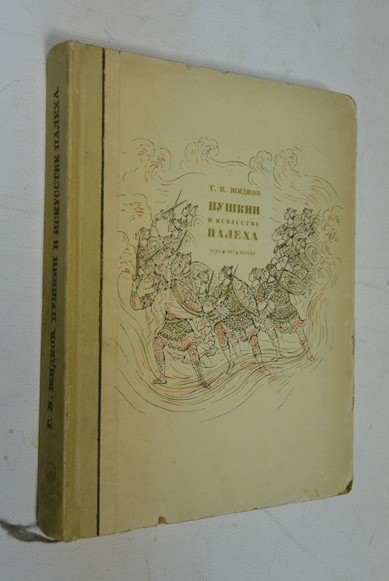 Г. В. ЖИДКОВ
ПУШКИН
В ИСКУССТВЕ
ПАЛЕХА
Г. В. ЖИДКОВ. ПУШКИН В ИСКУССТВЕ ПАЛЕХА